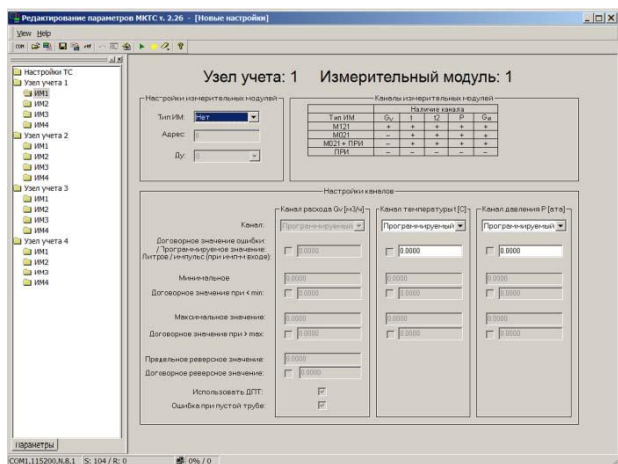 Редактирование параметров МКТС v. 2.26 - [Новые настройки]
View Help
Настройки ТС
Узел учета 1
ИМ1
ИМ2
ИМ3
ИМ4
Узел учета 2
ИМ1
ИМ2
ИМ3
ИМ4
Узел учета 3
ИМ1
ИМ2
ИМ3
ИМ4
Узел учета 4
ИМ1
ИМ2
ИМ3
ИМ4
Параметры
Узел учета: 1 Измерительный модуль: 1
Настройки измерительных модулей
Тип ИМ: Нет
Адрес: 0
Ду: 0
Каналы измерительных модулей
Наличие канала
Тип ИМ Gv t t2 P Gм
М121 + + + + +
М021 – + + + –
М021 + ПРИ + + + + +
ПРИ – – – – –
Настройки каналов
Канал расхода Gv [м3/ч] Канал температуры t [С] Канал давления P [ата]
Канал: Программируемый Программируемый Программируемый
Договорное значение ошибки:
/ Программируемое значение:
Литров / импульс (при имп-м входе): 0.0000 0.0000 0.0000
Минимальное 0.0000 0.0000 0.0000
Договорное значение при < min: 0.0000 0.0000 0.0000
Максимальное значение: 0.0000 0.0000 0.0000
Договорное значение при > max: 0.0000 0.0000 0.0000
Предельное реверсное значение: 0.0000
Договорное реверсное значение: 0.0000
Использовать ДПТ:
Ошибка при пустой трубе:
COM1,115200,N,8,1 S: 104 / R: 0 0% / 0